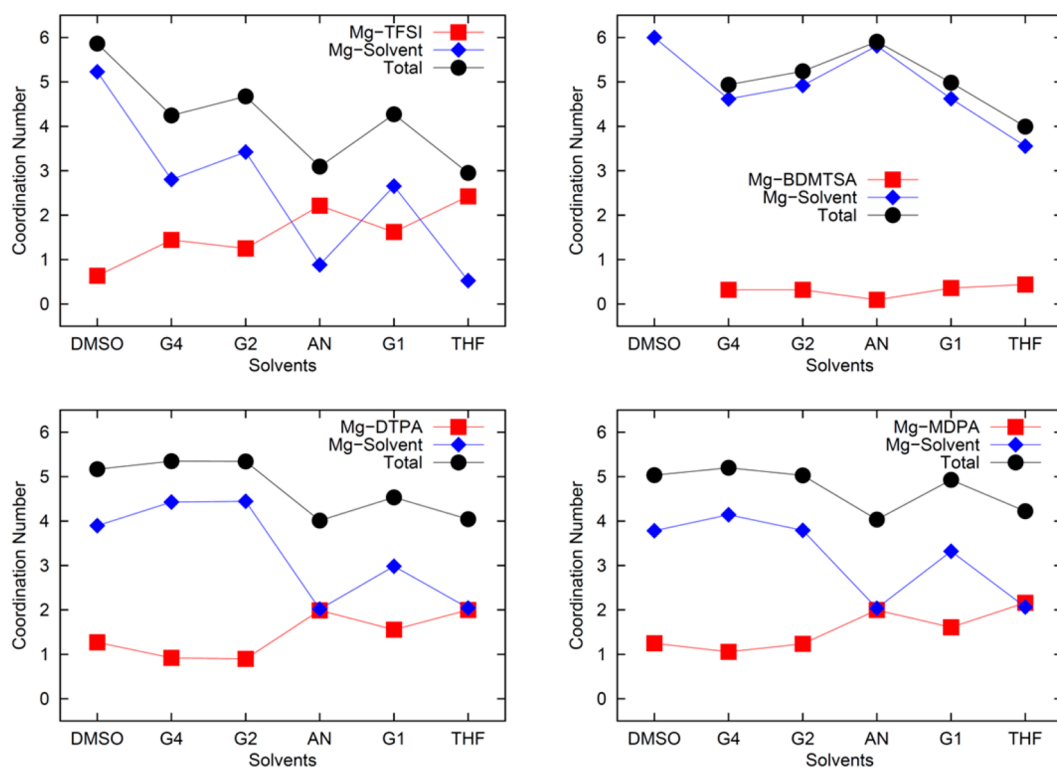 Mg−TFSI
Mg−Solvent
Total
Coordination Number
6
5
4
3
2
1
0
DMSO G4 G2 AN G1 THF
Solvents
Mg−BDMTSA
Mg−Solvent
Total
Coordination Number
6
5
4
3
2
1
0
DMSO G4 G2 AN G1 THF
Solvents
Mg−DTPA
Mg−Solvent
Total
Coordination Number
6
5
4
3
2
1
0
DMSO G4 G2 AN G1 THF
Solvents
Mg−MDPA
Mg−Solvent
Total
Coordination Number
6
5
4
3
2
1
0
DMSO G4 G2 AN G1 THF
Solvents